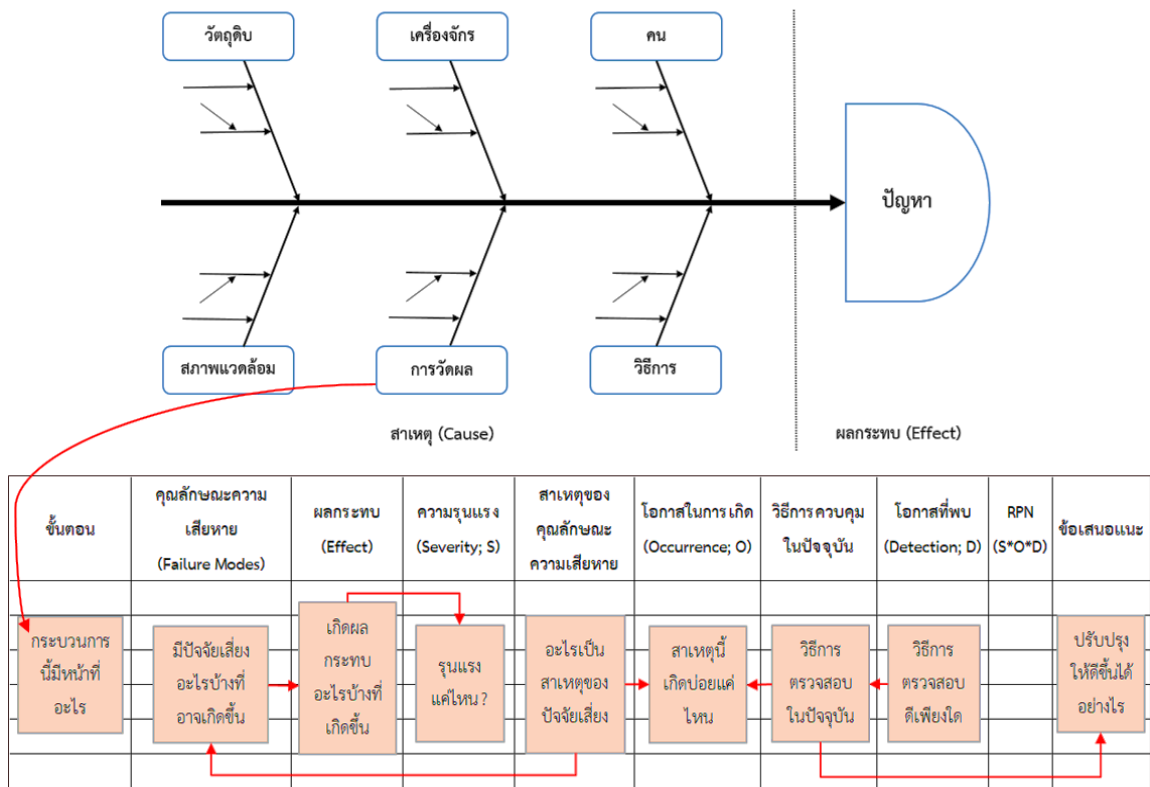 วัตถุดิบ
เครื่องจักร
คน
ปัญหา
สภาพแวดล้อม
การวัดผล
วิธีการ
สาเหตุ (Cause)
ผลกระทบ (Effect)
ขั้นตอน
คุณลักษณะความ
เสียหาย
(Failure Modes)
ผลกระทบ
(Effect)
ความรุนแรง
(Severity; S)
สาเหตุของ
คุณลักษณะ
ความเสียหาย
โอกาสในการเกิด
(Occurrence; O)
วิธีการควบคุม
ในปัจจุบัน
โอกาสที่พบ
(Detection; D)
RPN
(S*O*D)
ข้อเสนอแนะ
กระบวนการ
นี้มีหน้าที่
อะไร
มีปัจจัยเสี่ยง
อะไรบ้างที่
อาจเกิดขึ้น
เกิดผล
กระทบ
อะไรบ้างที่
เกิดขึ้น
รุนแรง
แค่ไหน?
อะไรเป็น
สาเหตุของ
ปัจจัยเสี่ยง
สาเหตุนี้
เกิดบ่อยแค่
ไหน
วิธีการ
ตรวจสอบ
ในปัจจุบัน
วิธีการ
ตรวจสอบ
ดีเพียงใด
ปรับปรุง
ให้ดีขึ้นได้
อย่างไร